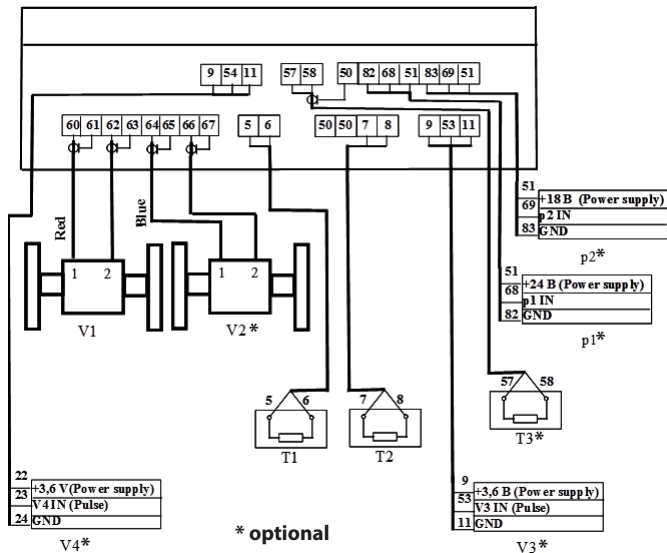 9 54 11
57 58
50 82 68 51 83 69 51
60 61 62 63 64 65 66 67
5 6
50 50 7 8
9 53 11
Red
Blue
1 2
V1
1 2
V2*
51
+18 B (Power supply)
69
p2 IN
83
GND
p2*
51
+24 B (Power supply)
68
p1 IN
82
GND
p1*
5 6
T1
7 8
T2
57 58
T3*
22
+3,6 V (Power supply)
23
V4 IN (Pulse)
24
GND
V4*
* optional
9
+3,6 B (Power supply)
53
V3 IN (Pulse)
11
GND
V3*